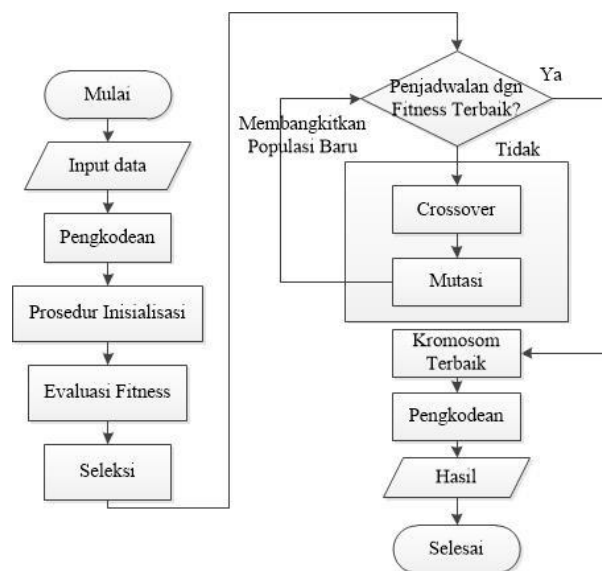 Mulai
Input data
Pengkodean
Prosedur Inisialisasi
Evaluasi Fitness
Seleksi
Penjadwalan dgn
Fitness Terbaik?
Ya
Tidak
Membangkitkan
Populasi Baru
Crossover
Mutasi
Kromosom
Terbaik
Pengkodean
Hasil
Selesai